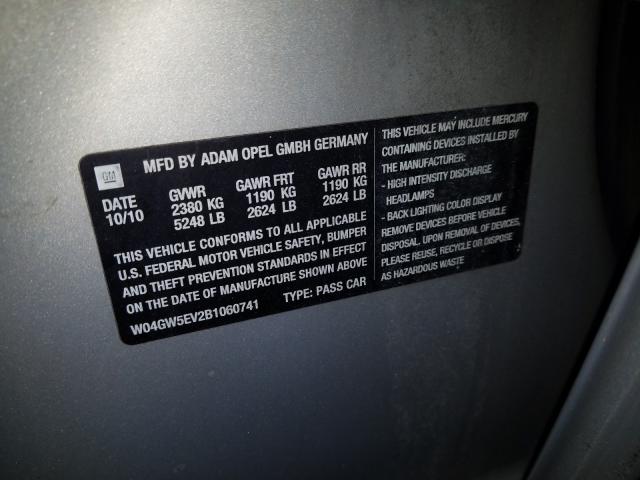 GM
MFD BY ADAM OPEL GMBH GERMANY
DATE GVWR GAWR FRT GAWR RR
10/10 2380 KG 1190 KG 1190 KG
5248 LB 2624 LB 2624 LB
THIS VEHICLE CONFORMS TO ALL APPLICABLE
U.S. FEDERAL MOTOR VEHICLE SAFETY, BUMPER
AND THEFT PREVENTION STANDARDS IN EFFECT
ON THE DATE OF MANUFACTURE SHOWN ABOVE
W04GW5EV2B1060741 TYPE: PASS CAR
THIS VEHICLE MAY INCLUDE MERCURY
CONTAINING DEVICES INSTALLED BY
THE MANUFACTURER:
- HIGH INTENSITY DISCHARGE
HEADLAMPS
- BACK LIGHTING COLOR DISPLAY
REMOVE DEVICES BEFORE VEHICLE
DISPOSAL. UPON REMOVAL OF DEVICES,
PLEASE REUSE, RECYCLE OR DISPOSE
AS HAZARDOUS WASTE